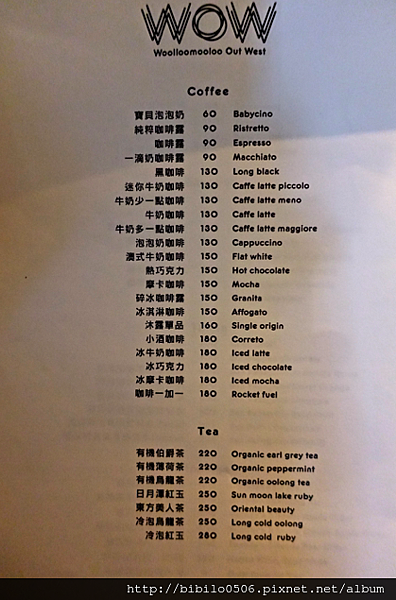 WOW
Woolloomooloo Out West
Coffee
寶貝泡泡奶 60 Babycino
純粹咖啡露 90 Ristretto
咖啡露 90 Espresso
一滴奶咖啡露 90 Macchiato
黑咖啡 130 Long black
迷你牛奶咖啡 130 Caffe latte piccolo
牛奶少一點咖啡 130 Caffe latte meno
牛奶咖啡 130 Caffe latte
牛奶多一點咖啡 130 Caffe latte maggiore
泡泡奶咖啡 130 Cappuccino
澳式牛奶咖啡 150 Flat white
熱巧克力 150 Hot chocolate
摩卡咖啡 150 Mocha
碎冰咖啡露 150 Granita
冰淇淋咖啡 150 Affogato
沐露單品 160 Single origin
小酒咖啡 180 Correto
冰牛奶咖啡 180 Iced latte
冰巧克力 180 Iced chocolate
冰摩卡咖啡 180 Iced mocha
咖啡一加一 180 Rocket fuel
Tea
有機伯爵茶 220 Organic earl grey tea
有機薄荷茶 220 Organic peppermint
有機烏龍茶 220 Organic oolong tea
日月潭紅玉 250 Sun moon lake ruby
東方美人茶 250 Oriental beauty
冷泡烏龍茶 250 Long cold oolong
冷泡紅玉 280 Long cold ruby
http://bibilo0506.pixnet.net/album